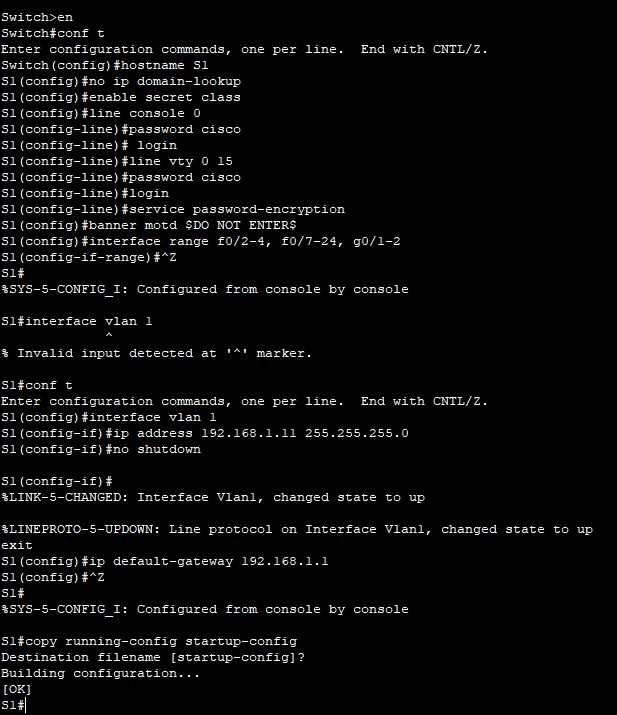 Switch>en
Switch#conf t
Enter configuration commands, one per line.  End with CNTL/Z.
Switch(config)#hostname S1
S1(config)#no ip domain-lookup
S1(config)#enable secret class
S1(config)#line console 0
S1(config-line)#password cisco
S1(config-line)# login
S1(config-line)#line vty 0 15
S1(config-line)#password cisco
S1(config-line)#login
S1(config-line)#service password-encryption
S1(config)#banner motd $DO NOT ENTER$
S1(config)#interface range f0/2-4, f0/7-24, g0/1-2
S1(config-if-range)#^Z
S1#
%SYS-5-CONFIG_I: Configured from console by console
S1#interface vlan 1
^
% Invalid input detected at '^' marker.
S1#conf t
Enter configuration commands, one per line.  End with CNTL/Z.
S1(config)#interface vlan 1
S1(config-if)#ip address 192.168.1.11 255.255.255.0
S1(config-if)#no shutdown
S1(config-if)#
%LINK-5-CHANGED: Interface Vlan1, changed state to up
%LINEPROTO-5-UPDOWN: Line protocol on Interface Vlan1, changed state to up
exit
S1(config)#ip default-gateway 192.168.1.1
S1(config)#^Z
S1#
%SYS-5-CONFIG_I: Configured from console by console
S1#copy running-config startup-config
Destination filename [startup-config]?
Building configuration...
[OK]
S1#